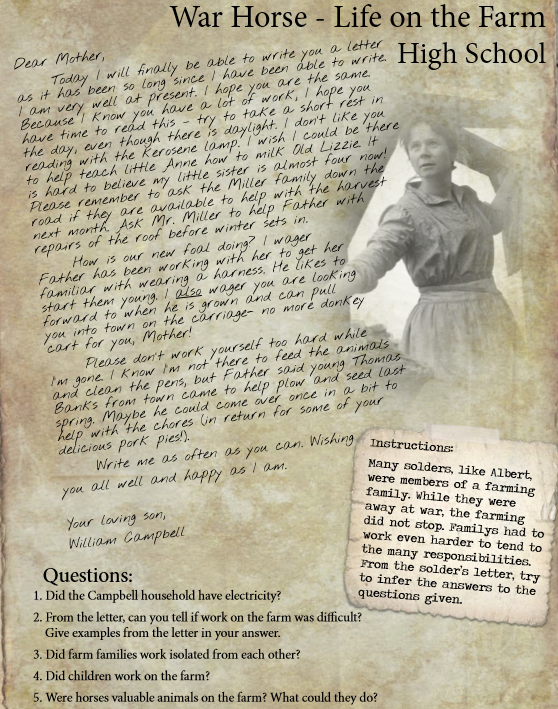 War Horse - Life on the Farm
High School
Dear Mother,
Today I will finally be able to write you a letter
as it has been so long since I have been able to write.
I am very well at present. I hope you are the same.
Because I know you have a lot of work, I hope you
have time to read this - try to take a short rest in
the day, even though there is daylight. I don't like you
reading with the Kerosene lamp. I wish I could be there
to help teach little Anne how to milk Old Lizzie. It
is hard to believe my little sister is almost four now!
Please remember to ask the Miller family down the
road if they are available to help with the harvest
next month. Ask Mr. Miller to help Father with
repairs of the roof before winter sets in.
How is our new foal doing? I wager
Father has been working with her to get her
familiar with wearing a harness. He likes to
start them young. I also wager you are looking
forward to when he is grown and can pull
you into town on the carriage- no more donkey
cart for you, Mother!
Please don't work yourself too hard while
I'm gone. I know I'm not there to feed the animals
and clean the pens, but Father said young Thomas
Banks from town came to help plow and seed last
spring. Maybe he could come over once in a bit to
help with the chores (in return for some of your
delicious pork pies!).
Write me as often as you can. Wishing
you all well and happy as I am.
Your loving son,
William Campbell
Instructions:
Many solders, like Albert,
were members of a farming
family. While they were
away at war, the farming
did not stop. Familys had to
work even harder to tend to
the many responsibilities.
From the solder's letter, try
to infer the answers to the
questions given.
Questions:
1. Did the Campbell household have electricity?
2. From the letter, can you tell if work on the farm was difficult?
Give examples from the letter in your answer.
3. Did farm families work isolated from each other?
4. Did children work on the farm?
5. Were horses valuable animals on the farm? What could they do?